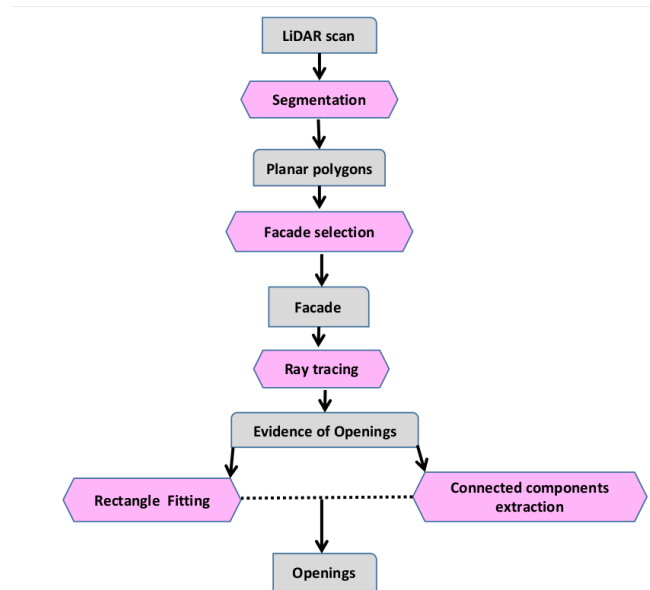 LiDAR scan
Segmentation
Planar polygons
Facade selection
Facade
Ray tracing
Evidence of Openings
Rectangle Fitting
Connected components
extraction
Openings